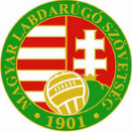 MAGYAR LABDARÚGÓ SZÖVETSÉG
• 1901 •